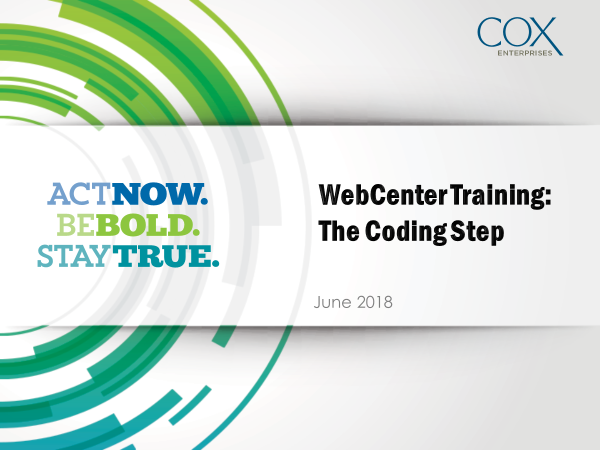 COX
ENTERPRISES
ACTNOW.
BEBOLD.
STAYTRUE.
WebCenter Training:
The Coding Step
June 2018